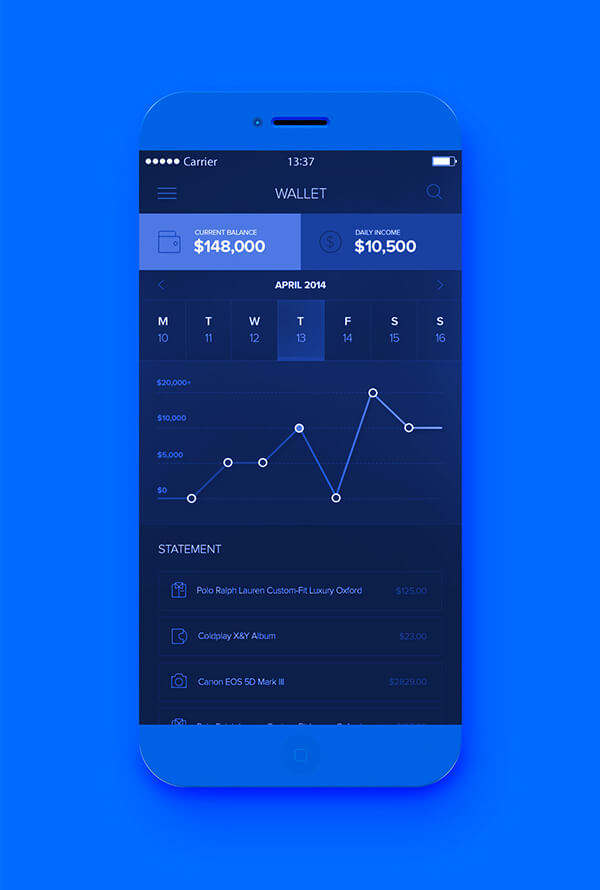 Carrier 13:37
WALLET
CURRENT BALANCE
$148,000
DAILY INCOME
$10,500
APRIL 2014
M T W T F S S
10 11 12 13 14 15 16
$20,000+
$10,000
$5,000
$0
STATEMENT
Polo Ralph Lauren Custom-Fit Luxury Oxford $125,00
Coldplay X&Y Album $23,00
Canon EOS 5D Mark III $2829,00